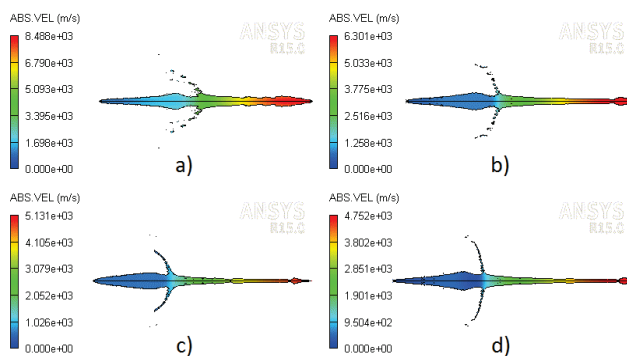 ABS.VEL (m/s)
8.488e+03
6.790e+03
5.093e+03
3.395e+03
1.698e+03
0.000e+00
ANSYS
R15.0
a)
ABS.VEL (m/s)
6.301e+03
5.033e+03
3.775e+03
2.516e+03
1.258e+03
0.000e+00
ANSYS
R15.0
b)
ABS.VEL (m/s)
5.131e+03
4.105e+03
3.079e+03
2.052e+03
1.026e+03
0.000e+00
ANSYS
R15.0
c)
ABS.VEL (m/s)
4.752e+03
3.802e+03
2.851e+03
1.901e+03
9.504e+02
0.000e+00
ANSYS
R15.0
d)